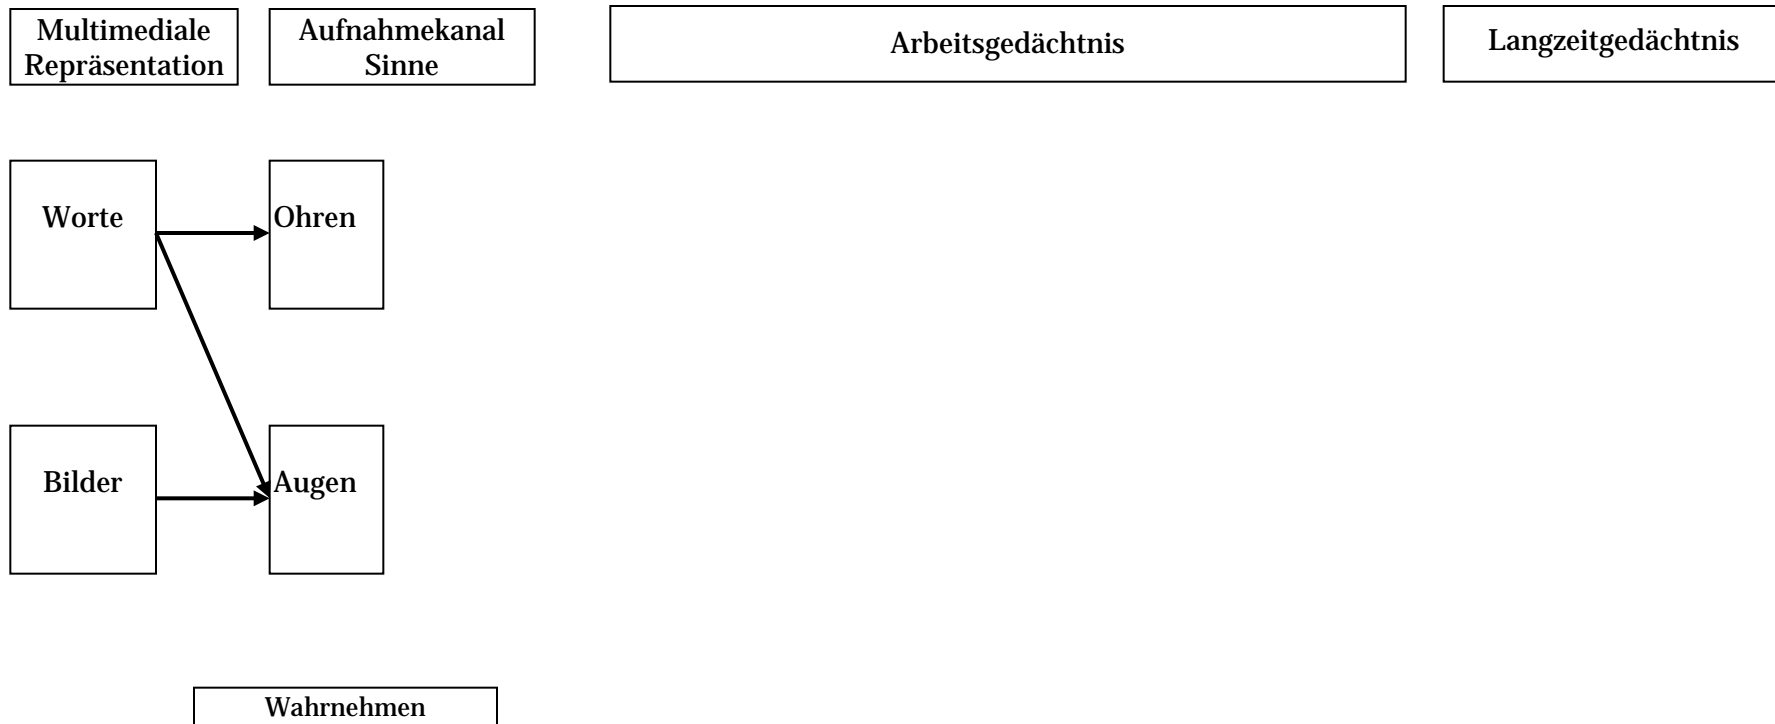 Multimediale
Repräsentation
Aufnahmekanal
Sinne
Arbeitsgedächtnis
Langzeitgedächtnis
Worte
Ohren
Bilder
Augen
Wahrnehmen